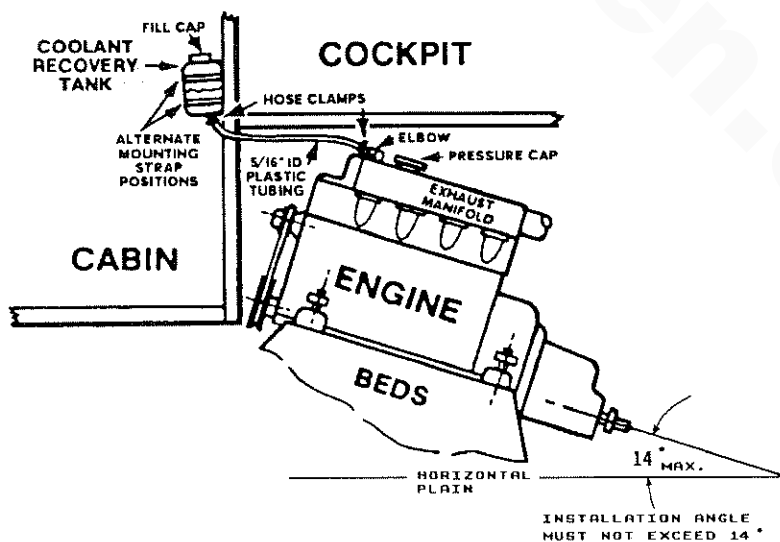 FILL CAP
COOLANT
RECOVERY
TANK
COCKPIT
HOSE CLAMPS
ELBOW
PRESSURE CAP
ALTERNATE
MOUNTING
STRAP
POSITIONS
5/16" ID
PLASTIC
TUBING
EXHAUST
MANIFOLD
CABIN
ENGINE
BEDS
14° MAX.
HORIZONTAL
PLAIN
INSTALLATION ANGLE
MUST NOT EXCEED 14°